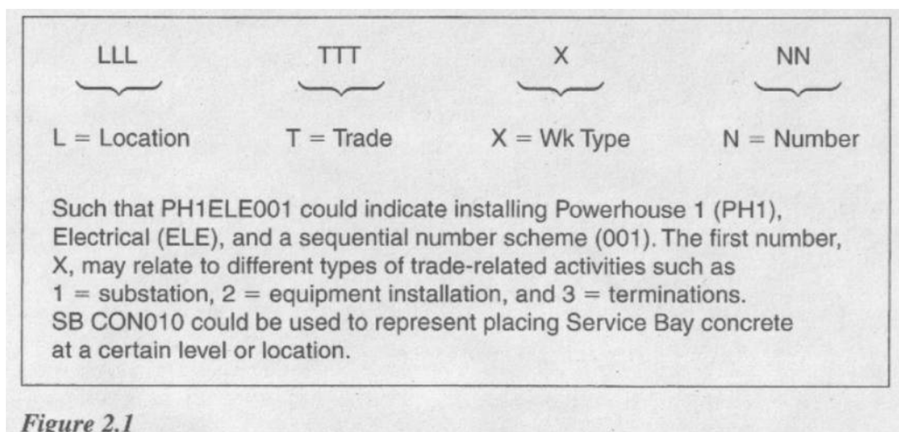 LLL TTT X NN
L = Location T = Trade X = Wk Type N = Number
Such that PH1ELE001 could indicate installing Powerhouse 1 (PH1),
Electrical (ELE), and a sequential number scheme (001). The first number,
X, may relate to different types of trade-related activities such as
1 = substation, 2 = equipment installation, and 3 = terminations.
SB CON010 could be used to represent placing Service Bay concrete
at a certain level or location.
Figure 2.1